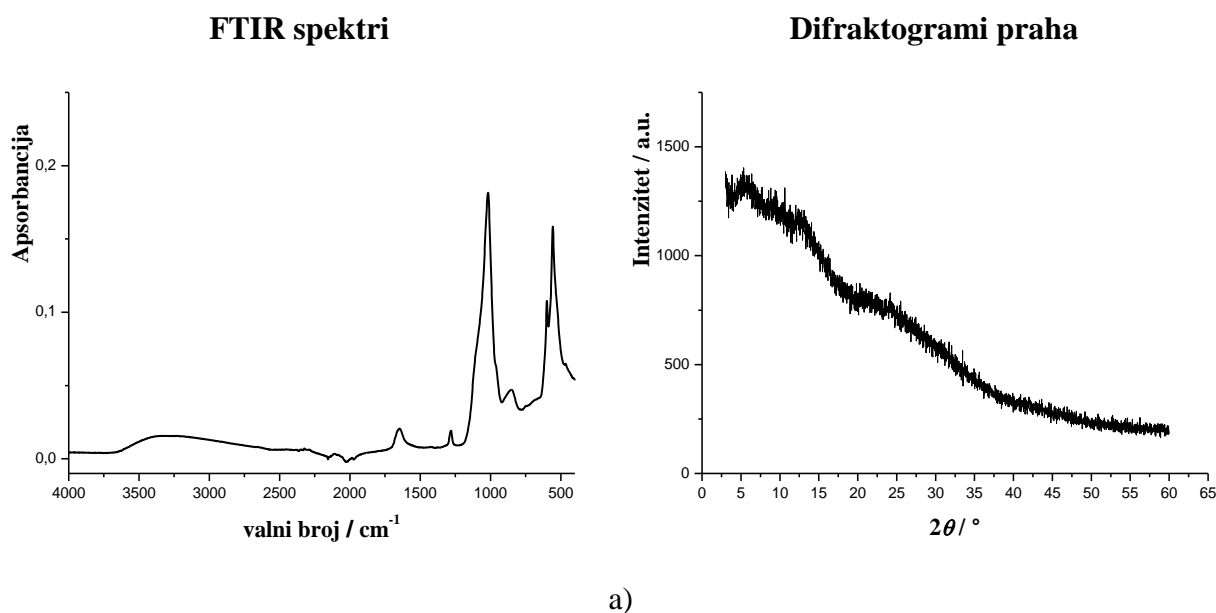 FTIR spektri
Difraktogrami praha
Apsorbancija
0,2
0,1
0,0
4000 3500 3000 2500 2000 1500 1000 500
valni broj / cm⁻¹
Intenzitet / a.u.
1500
1000
500
0
0 5 10 15 20 25 30 35 40 45 50 55 60 65
2θ / °
a)